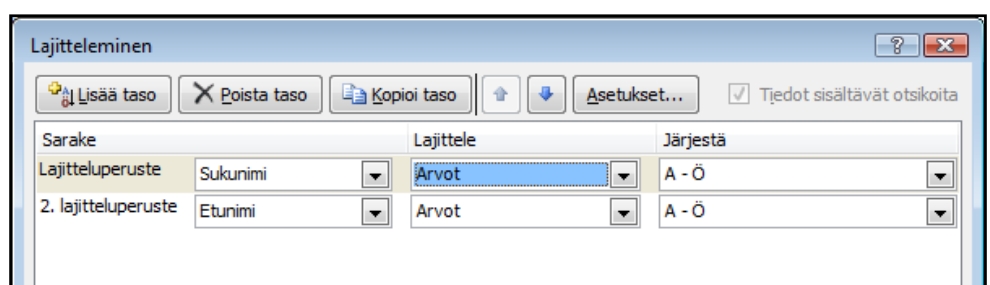 Lajitteleminen
Lisää taso Poista taso Kopioi taso Asetukset... Tiedot sisältävät otsikoita
Sarake Lajittele Järjestä
Lajitteluperuste Sukunimi Arvot A - Ö
2. lajitteluperuste Etunimi Arvot A - Ö